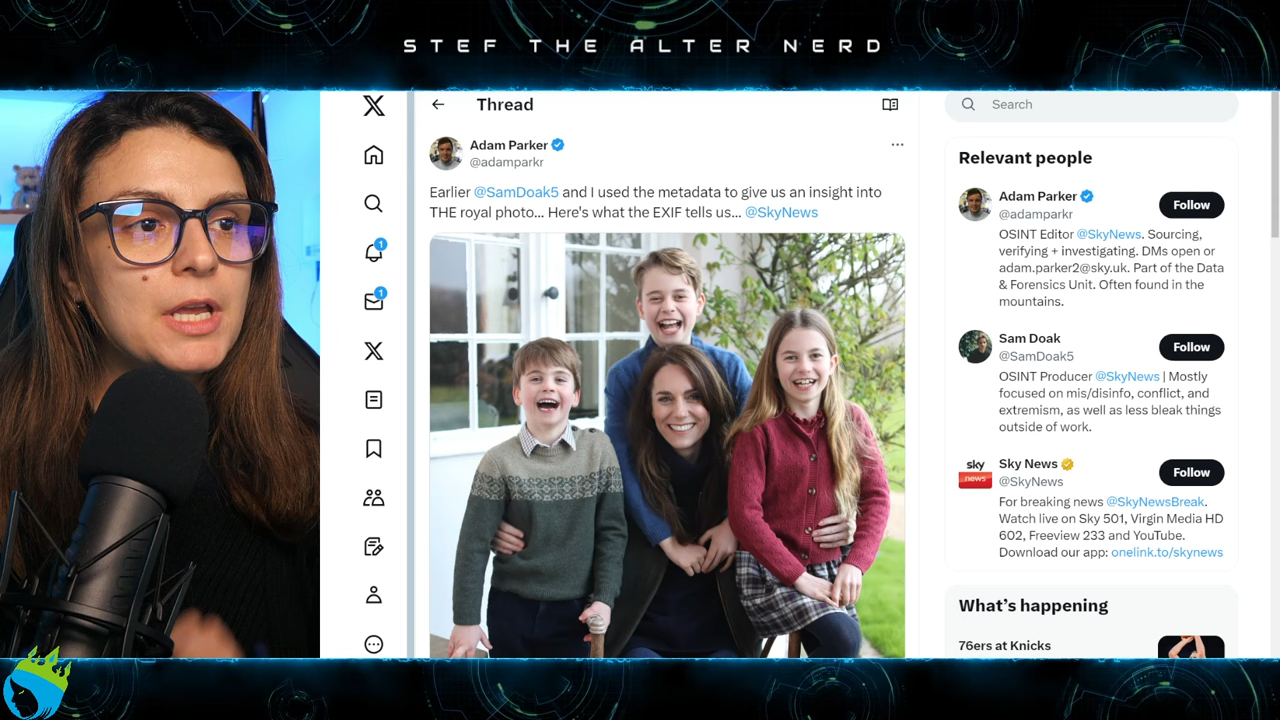 STEF THE ALTER NERD
Thread
Adam Parker
@adamparkr
Earlier @SamDoak5 and I used the metadata to give us an insight into
THE royal photo... Here's what the EXIF tells us... @SkyNews
1
1
Search
Relevant people
Adam Parker
@adamparkr
Follow
OSINT Editor @SkyNews. Sourcing,
verifying + investigating. DMs open or
adam.parker2@sky.uk. Part of the Data
& Forensics Unit. Often found in the
mountains.
Sam Doak
@SamDoak5
Follow
OSINT Producer @SkyNews | Mostly
focused on mis/disinfo, conflict, and
extremism, as well as less bleak things
outside of work.
sky
news
Sky News
@SkyNews
Follow
For breaking news @SkyNewsBreak.
Watch live on Sky 501, Virgin Media HD
602, Freeview 233 and YouTube.
Download our app: onelink.to/skynews
What's happening
76ers at Knicks